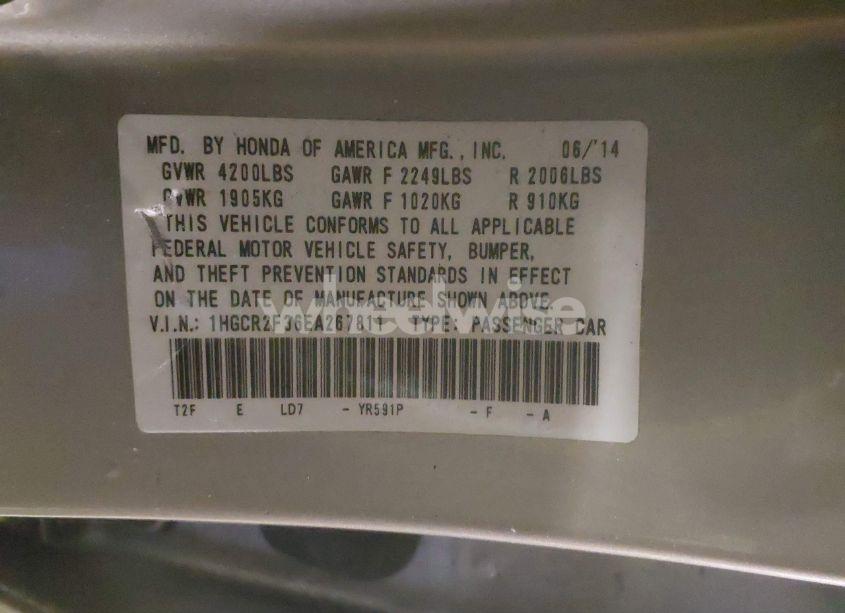 MFD. BY HONDA OF AMERICA MFG., INC. 06/'14
GVWR 4200LBS GAWR F 2249LBS R 2006LBS
GVWR 1905KG GAWR F 1020KG R 910KG
THIS VEHICLE CONFORMS TO ALL APPLICABLE
FEDERAL MOTOR VEHICLE SAFETY, BUMPER,
AND THEFT PREVENTION STANDARDS IN EFFECT
ON THE DATE OF MANUFACTURE SHOWN ABOVE
wheelwire
V.I.N.: 1HGCR2F36EA267811 TYPE: PASSENGER CAR
T2F E LD7 -YR591P -F -A